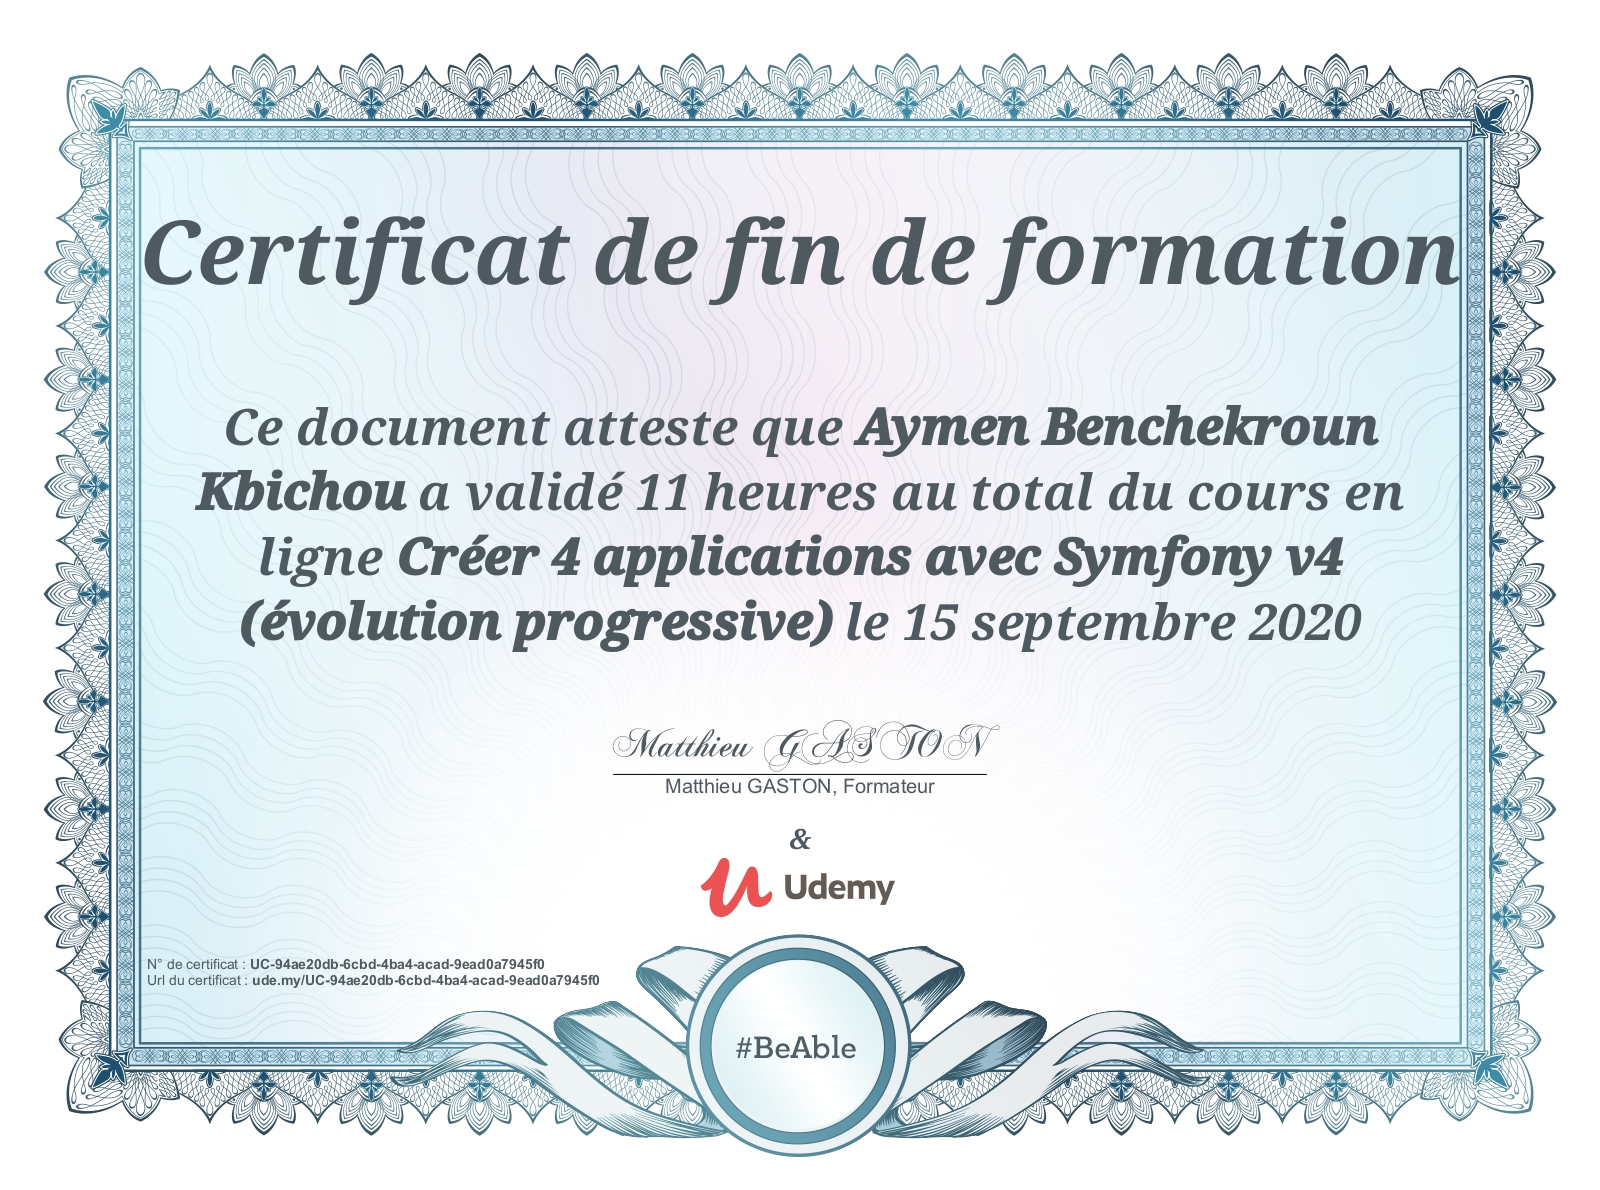 Certificat de fin de formation
Ce document atteste que Aymen Benchekroun
Kbichou a validé 11 heures au total du cours en
ligne Créer 4 applications avec Symfony v4
(évolution progressive) le 15 septembre 2020
Matthieu GASTON
Matthieu GASTON, Formateur
&
Udemy
N° de certificat : UC-94ae20db-6cbd-4ba4-acad-9ead0a7945f0
Url du certificat : ude.my/UC-94ae20db-6cbd-4ba4-acad-9ead0a7945f0
#BeAble